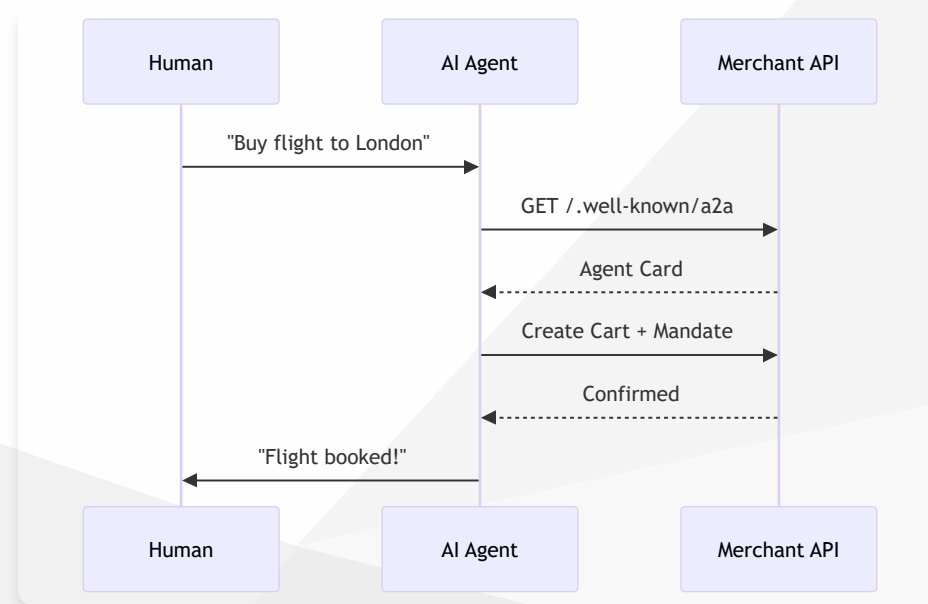 Human
AI Agent
Merchant API
"Buy flight to London"
GET /.well-known/a2a
Agent Card
Create Cart + Mandate
Confirmed
"Flight booked!"
Human
AI Agent
Merchant API